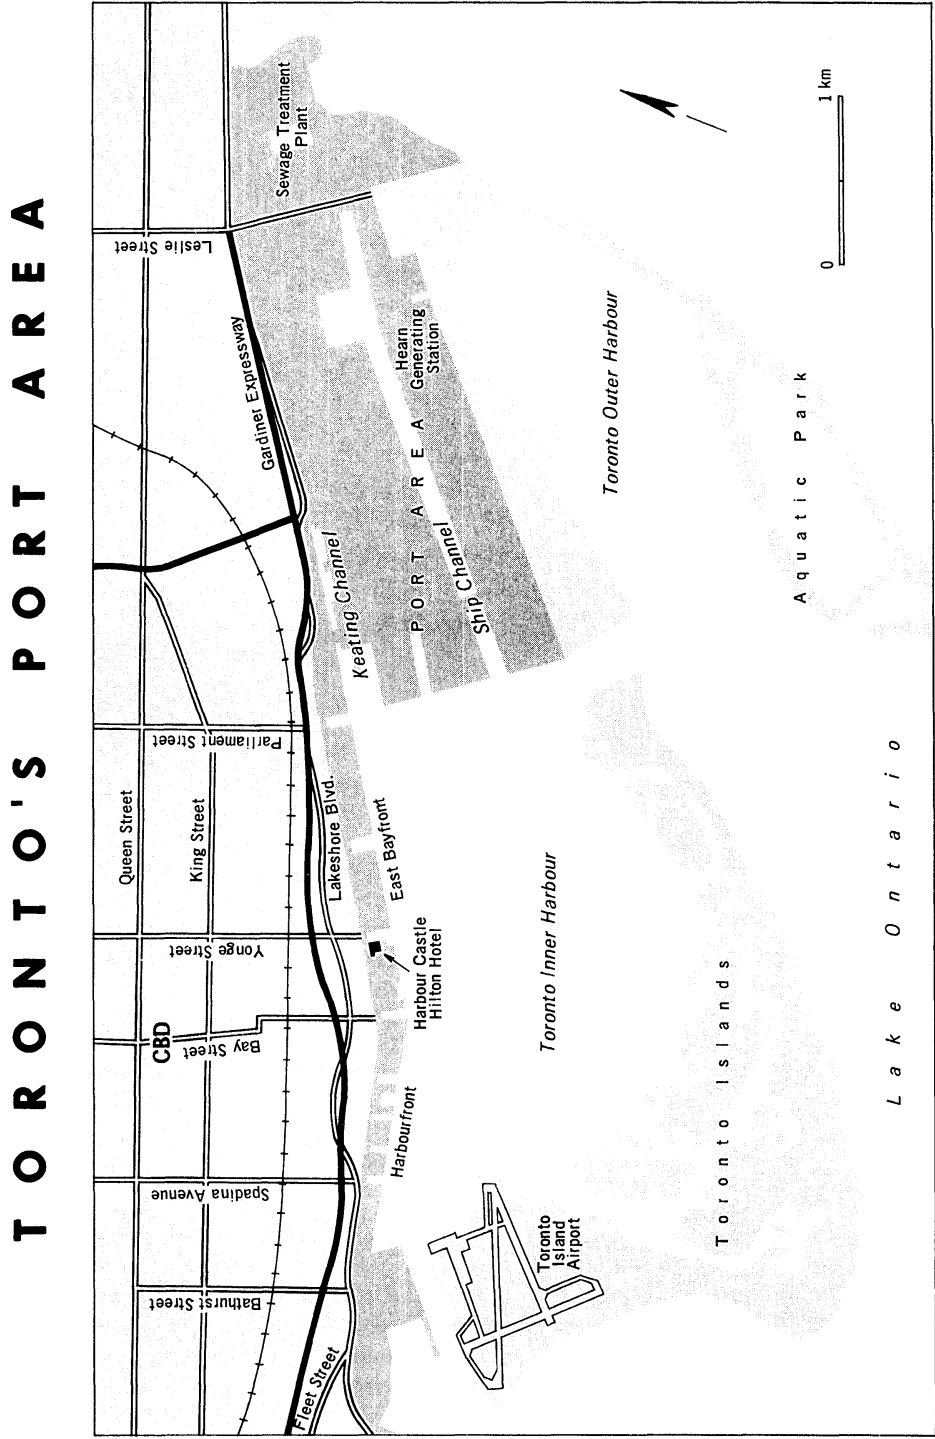 TORONTO'S PORT AREA
Queen Street
King Street
CBD
Bathurst Street
Spadina Avenue
Bay Street
Yonge Street
Parliament Street
Leslie Street
Fleet Street
Lakeshore Blvd.
Gardiner Expressway
Sewage Treatment
Plant
Harbourfront
Harbour Castle
Hilton Hotel
East Bayfront
Keating Channel
PORT AREA
Ship Channel
Hearn
Generating
Station
Toronto
Island
Airport
Toronto Inner Harbour
Toronto Outer Harbour
Toronto Islands
Aquatic Park
Lake Ontario
0
1 km